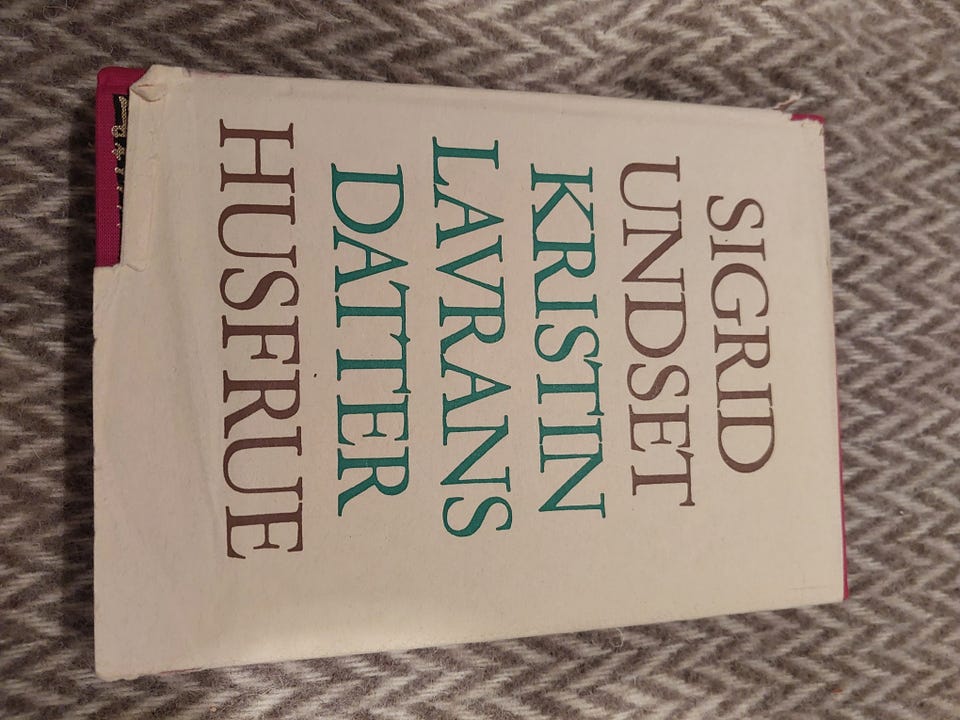 SIGRID
UNDSET
KRISTIN
LAVRANS
DATTER
HUSFRUE